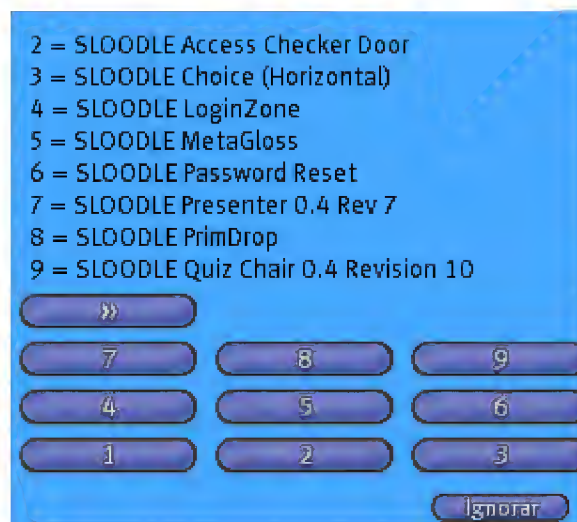 2 = SLOODLE Access Checker Door
3 = SLOODLE Choice (Horizontal)
4 = SLOODLE LoginZone
5 = SLOODLE MetaGloss
6 = SLOODLE Password Reset
7 = SLOODLE Presenter 0.4 Rev 7
8 = SLOODLE PrimDrop
9 = SLOODLE Quiz Chair 0.4 Revision 10
»
7 8 9
4 5 6
1 2 3
Ignorar